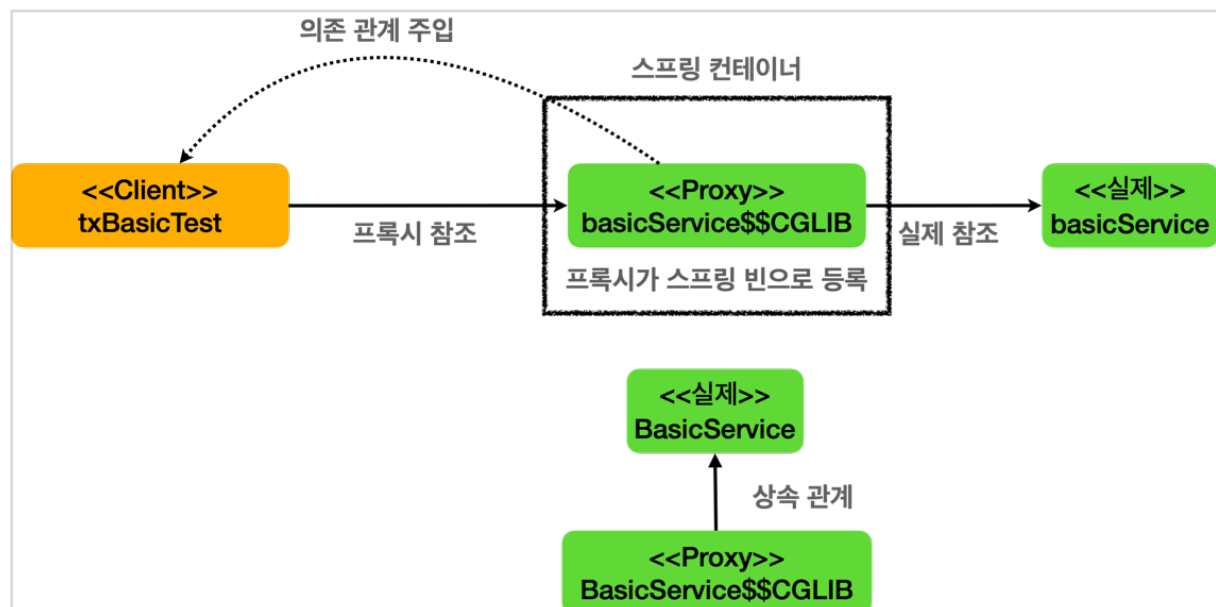 의존 관계 주입
스프링 컨테이너
<<Client>>
txBasicTest
프록시 참조
<<Proxy>>
basicService$$CGLIB
프록시가 스프링 빈으로 등록
실제 참조
<<실제>>
basicService
<<실제>>
BasicService
상속 관계
<<Proxy>>
BasicService$$CGLIB